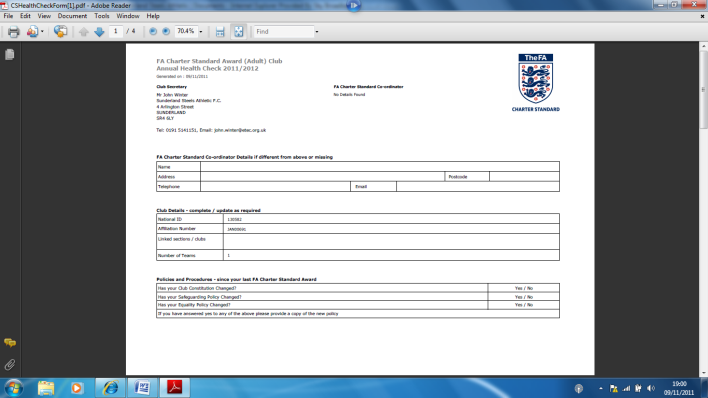 CSHealthCheckForm[1].pdf - Adobe Reader
File Edit View Document Tools Window Help
1 / 4 70.4% Find
FA Charter Standard Award (Adult) Club
Annual Health Check 2011/2012
Generated on : 09/11/2011
Club Secretary
Mr John Winter
Sunderland Steels Athletic F.C.
4 Arlington Street
SUNDERLAND
SR4 6LY
Tel: 0191 5141151, Email: john.winter@etec.org.uk
FA Charter Standard Co-ordinator
No Details Found
TheFA
CHARTER STANDARD
FA Charter Standard Co-ordinator Details if different from above or missing
Name
Address Postcode
Telephone Email
Club Details - complete / update as required
National ID
Affiliation Number
Linked sections / clubs
Number of Teams 1
Policies and Procedures - since your last FA Charter Standard Award
Has your Club Constitution Changed? Yes / No
Has your Safeguarding Policy Changed? Yes / No
Has your Equality Policy Changed? Yes / No
If you have answered yes to any of the above please provide a copy of the new policy
19:00
09/11/2011